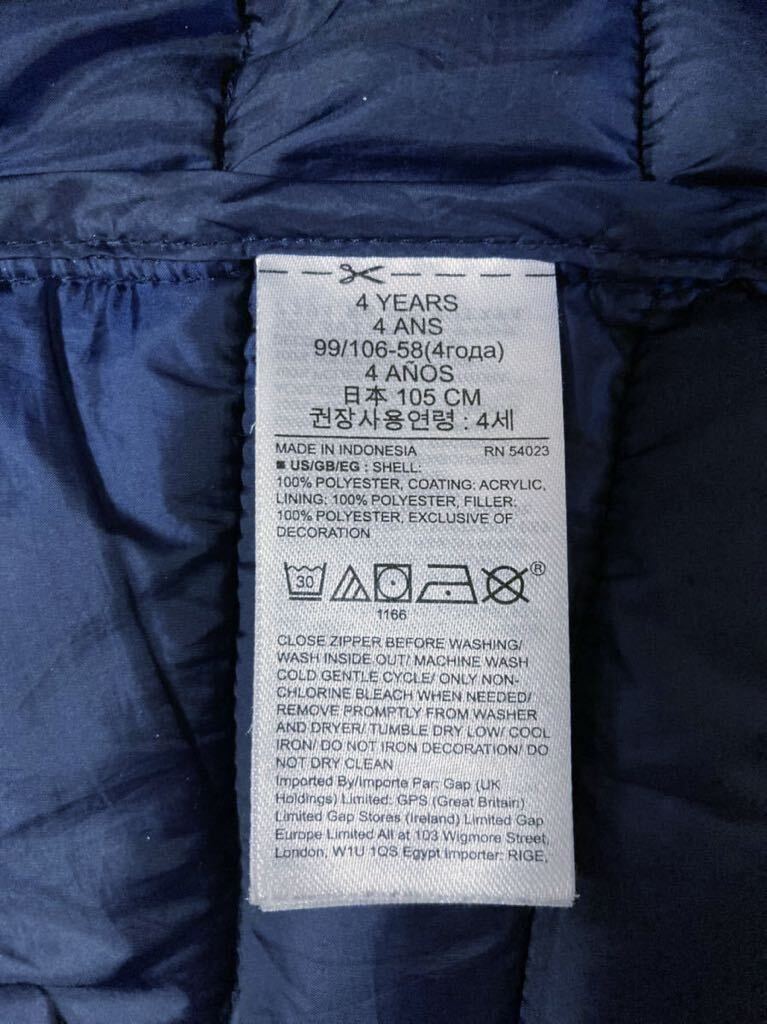 4 YEARS
4 ANS
99/106-58(4года)
4 AÑOS
日本 105 CM
권장사용연령 : 4세
MADE IN INDONESIA RN 54023
■ US/GB/EG : SHELL:
100% POLYESTER, COATING: ACRYLIC,
LINING: 100% POLYESTER, FILLER:
100% POLYESTER, EXCLUSIVE OF
DECORATION
30 ®
1166
CLOSE ZIPPER BEFORE WASHING/
WASH INSIDE OUT/ MACHINE WASH
COLD GENTLE CYCLE/ ONLY NON-
CHLORINE BLEACH WHEN NEEDED/
REMOVE PROMPTLY FROM WASHER
AND DRYER/ TUMBLE DRY LOW/ COOL
IRON/ DO NOT IRON DECORATION/ DO
NOT DRY CLEAN
Imported By/Importe Par: Gap (UK
Holdings) Limited: GPS (Great Britain)
Limited Gap Stores (Ireland) Limited Gap
Europe Limited All at 103 Wigmore Street,
London, W1U 1QS Egypt Importer: RIGE,